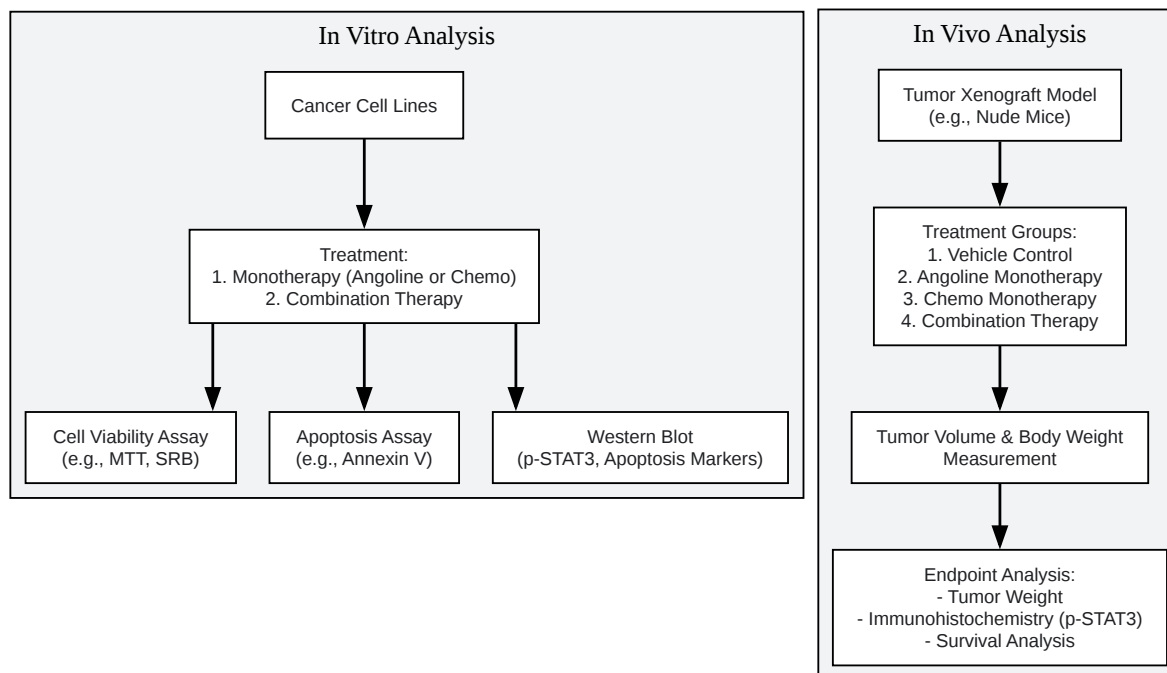 In Vitro Analysis
Cancer Cell Lines
Treatment:
1. Monotherapy (Angoline or Chemo)
2. Combination Therapy
Cell Viability Assay
(e.g., MTT, SRB)
Apoptosis Assay
(e.g., Annexin V)
Western Blot
(p-STAT3, Apoptosis Markers)
In Vivo Analysis
Tumor Xenograft Model
(e.g., Nude Mice)
Treatment Groups:
1. Vehicle Control
2. Angoline Monotherapy
3. Chemo Monotherapy
4. Combination Therapy
Tumor Volume & Body Weight
Measurement
Endpoint Analysis:
- Tumor Weight
- Immunohistochemistry (p-STAT3)
- Survival Analysis